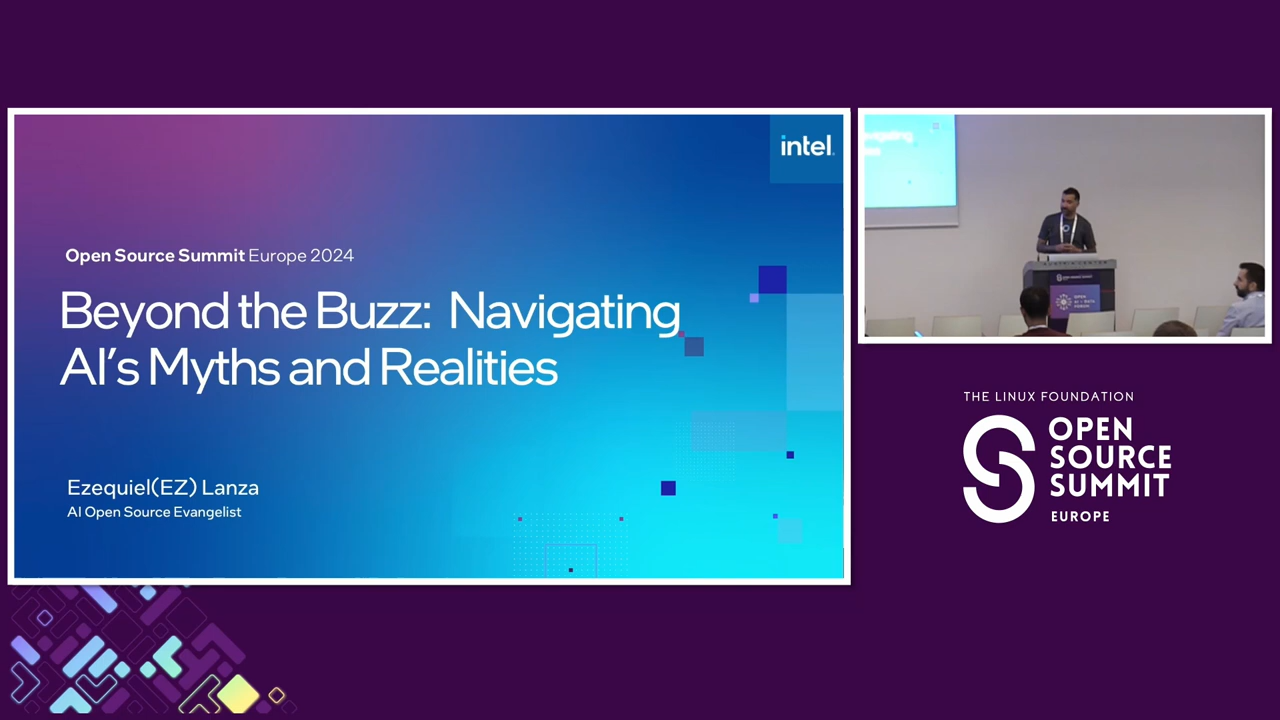 intel.
Open Source Summit Europe 2024
Beyond the Buzz: Navigating
AI's Myths and Realities
Ezequiel(EZ) Lanza
AI Open Source Evangelist
THE LINUX FOUNDATION
OPEN
SOURCE
SUMMIT
EUROPE